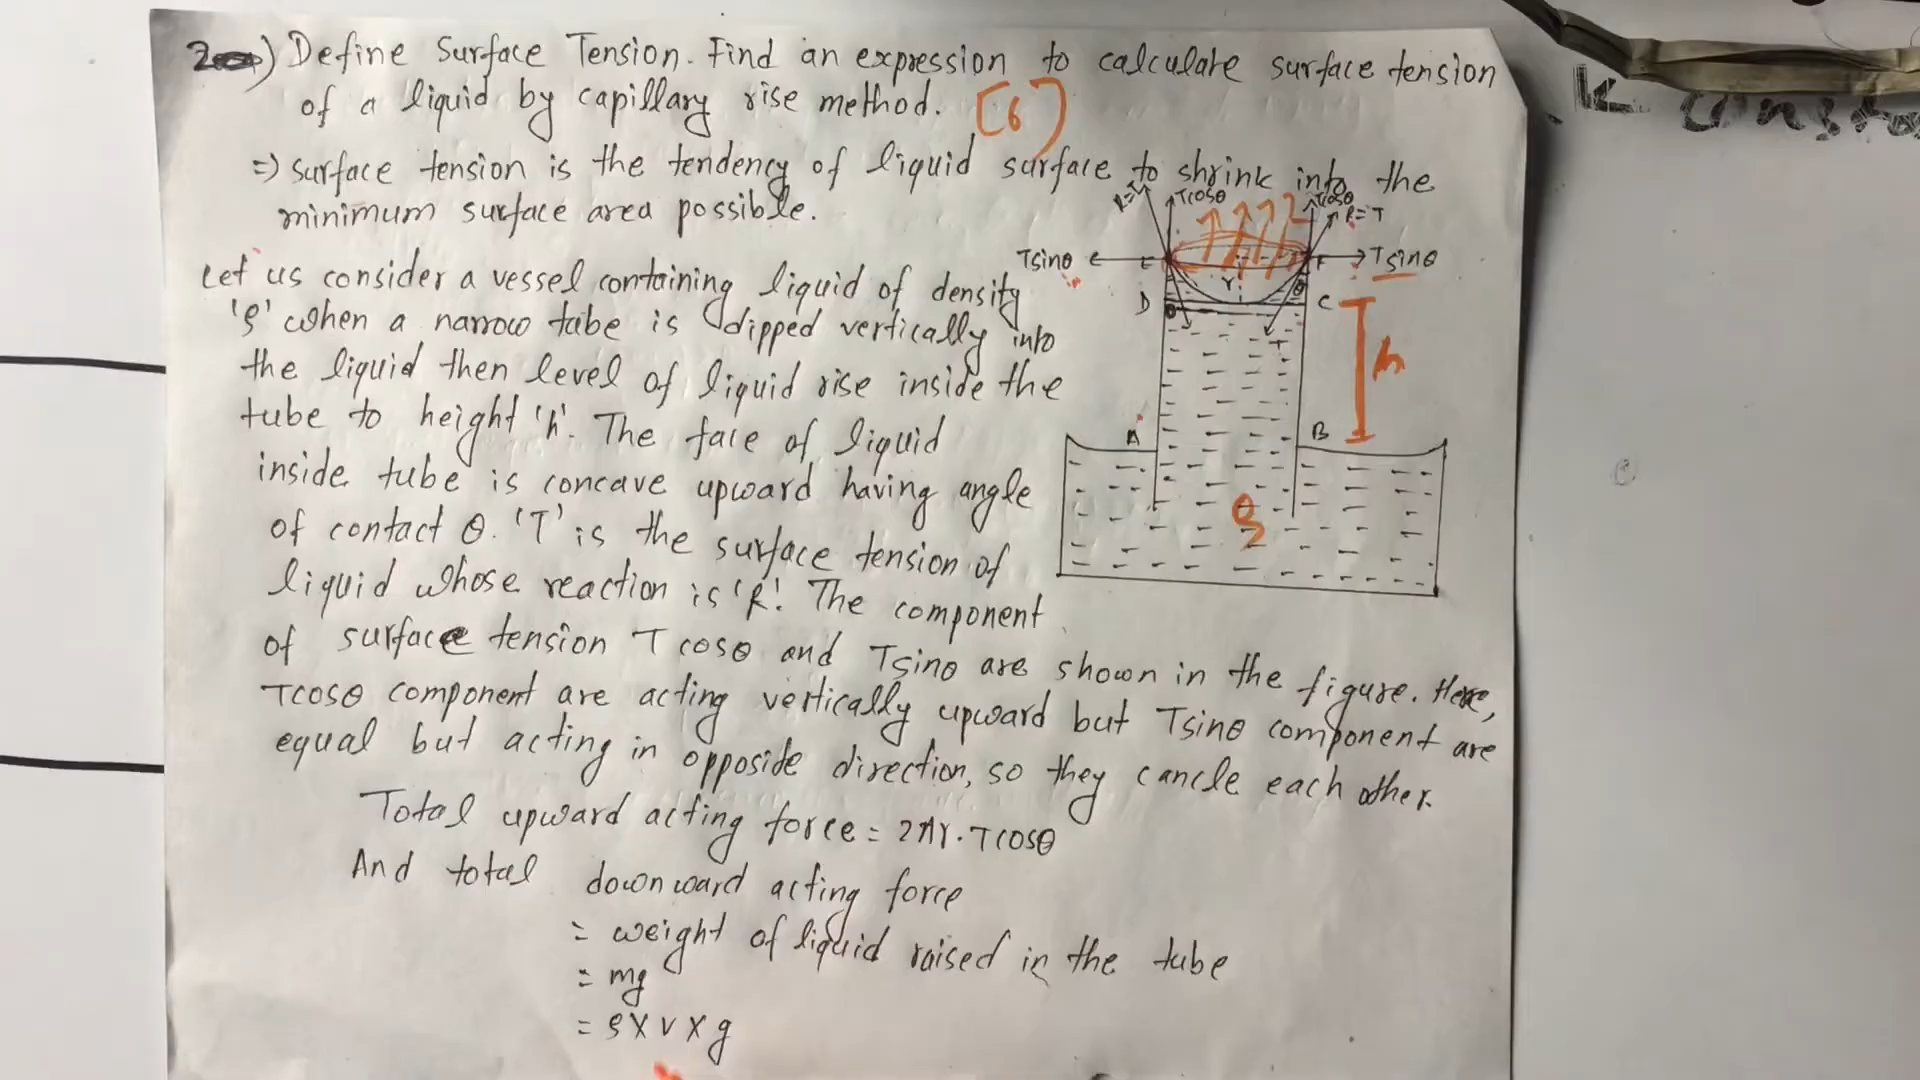 2) Define Surface Tension. Find an expression to calculate surface tension
of a liquid by capillary rise method. [6]
=) surface tension is the tendency of liquid surface to shrink into the
minimum surface area possible.
R=T Tcosθ Tcosθ R=T
Tsinθ E F Tsinθ
r θ
D θ C
T
h
A B
ρ
Let us consider a vessel containing liquid of density
'ρ' when a narrow tube is dipped vertically into
the liquid then level of liquid rise inside the
tube to height 'h'. The face of liquid
inside tube is concave upward having angle
of contact θ. 'T' is the surface tension of
liquid whose reaction is 'R'. The component
of surface tension Tcosθ and Tsinθ are shown in the figure. Here,
Tcosθ component are acting vertically upward but Tsinθ component are
equal but acting in opposide direction, so they cancle each other.
Total upward acting force = 2πr.Tcosθ
And total downward acting force
= weight of liquid raised in the tube
= mg
= ρ x v x g
K consta